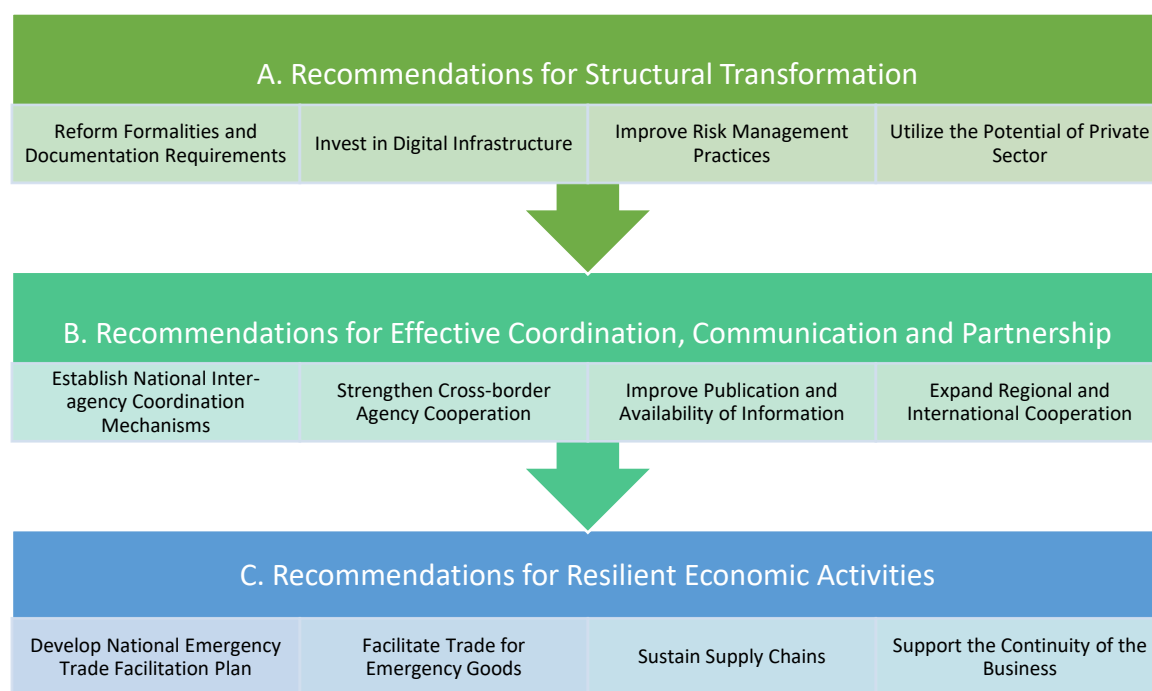 A. Recommendations for Structural Transformation
Reform Formalities and
Documentation Requirements
Invest in Digital Infrastructure
Improve Risk Management
Practices
Utilize the Potential of Private
Sector
B. Recommendations for Effective Coordination, Communication and Partnership
Establish National Inter-
agency Coordination
Mechanisms
Strengthen Cross-border
Agency Cooperation
Improve Publication and
Availability of Information
Expand Regional and
International Cooperation
C. Recommendations for Resilient Economic Activities
Develop National Emergency
Trade Facilitation Plan
Facilitate Trade for
Emergency Goods
Sustain Supply Chains
Support the Continuity of the
Business